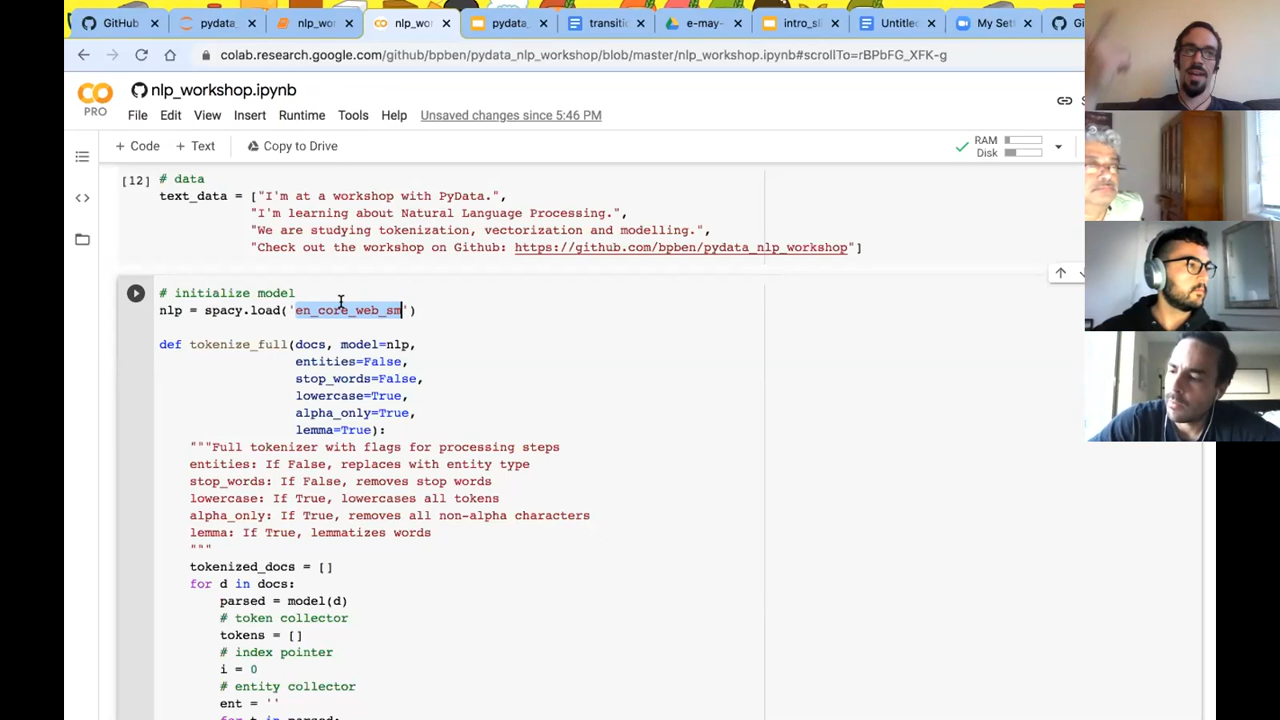 GitHub
pydata
nlp_wo
nlp_wo
pydata
transiti
e-may-
intro_sl
Untitle
My Set
Gi
colab.research.google.com/github/bpben/pydata_nlp_workshop/blob/master/nlp_workshop.ipynb#scrollTo=rBPbFG_XFK-g
nlp_workshop.ipynb
PRO
File Edit View Insert Runtime Tools Help Unsaved changes since 5:46 PM
+ Code + Text Copy to Drive
RAM
Disk
[12] # data
text_data = ["I'm at a workshop with PyData.",
"I'm learning about Natural Language Processing.",
"We are studying tokenization, vectorization and modelling.",
"Check out the workshop on Github: https://github.com/bpben/pydata_nlp_workshop"]
# initialize model
nlp = spacy.load('en_core_web_sm')
def tokenize_full(docs, model=nlp,
entities=False,
stop_words=False,
lowercase=True,
alpha_only=True,
lemma=True):
"""Full tokenizer with flags for processing steps
entities: If False, replaces with entity type
stop_words: If False, removes stop words
lowercase: If True, lowercases all tokens
alpha_only: If True, removes all non-alpha characters
lemma: If True, lemmatizes words
"""
tokenized_docs = []
for d in docs:
parsed = model(d)
# token collector
tokens = []
# index pointer
i = 0
# entity collector
ent = ''
for t in parsed: